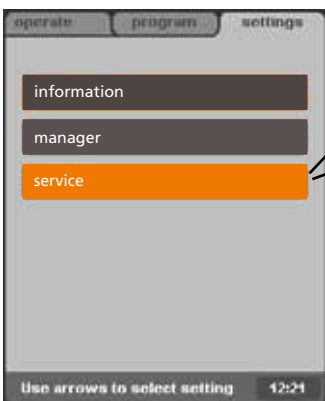 operate program settings
information
manager
service
Use arrows to select setting 12:21